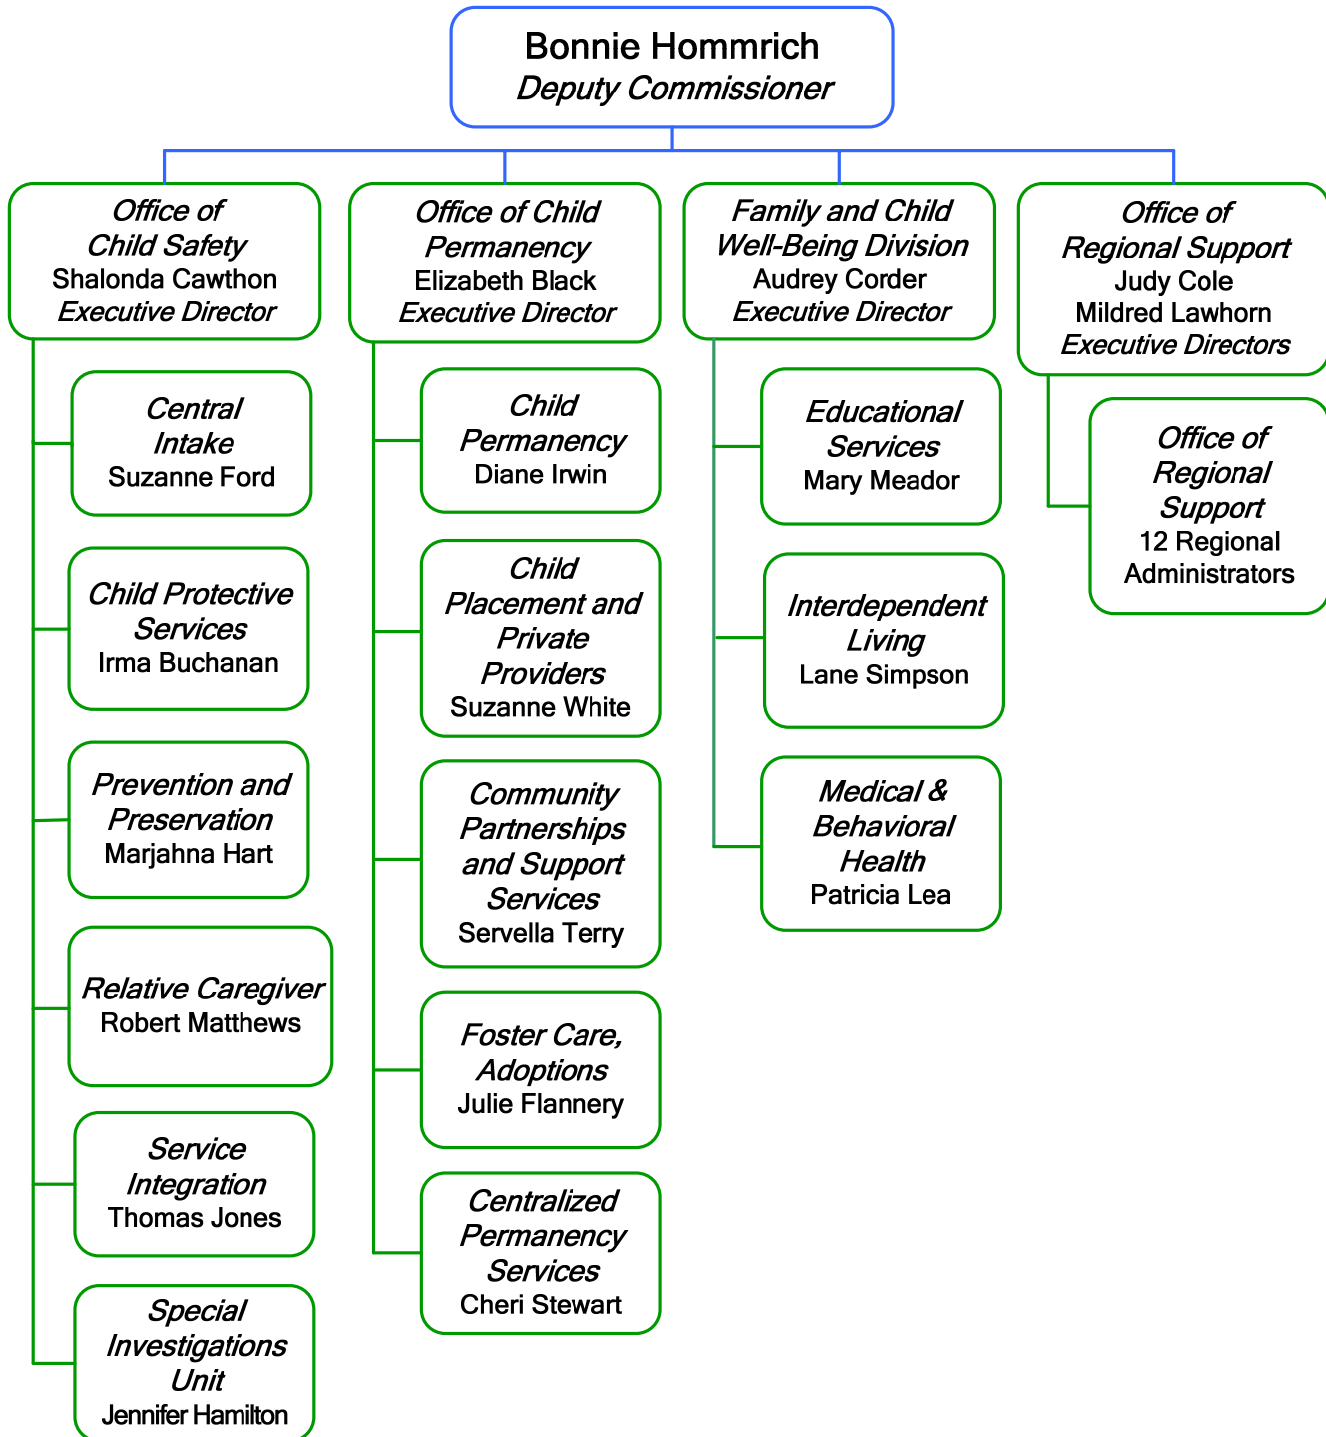 Bonnie Hommrich
Deputy Commissioner
Office of
Child Safety
Shalonda Cawthon
Executive Director
Central
Intake
Suzanne Ford
Child Protective
Services
Irma Buchanan
Prevention and
Preservation
Marjahna Hart
Relative Caregiver
Robert Matthews
Service
Integration
Thomas Jones
Special
Investigations
Unit
Jennifer Hamilton
Office of Child
Permanency
Elizabeth Black
Executive Director
Child
Permanency
Diane Irwin
Child
Placement and
Private
Providers
Suzanne White
Community
Partnerships
and Support
Services
Servella Terry
Foster Care,
Adoptions
Julie Flannery
Centralized
Permanency
Services
Cheri Stewart
Family and Child
Well-Being Division
Audrey Corder
Executive Director
Educational
Services
Mary Meador
Interdependent
Living
Lane Simpson
Medical &
Behavioral
Health
Patricia Lea
Office of
Regional Support
Judy Cole
Mildred Lawhorn
Executive Directors
Office of
Regional
Support
12 Regional
Administrators